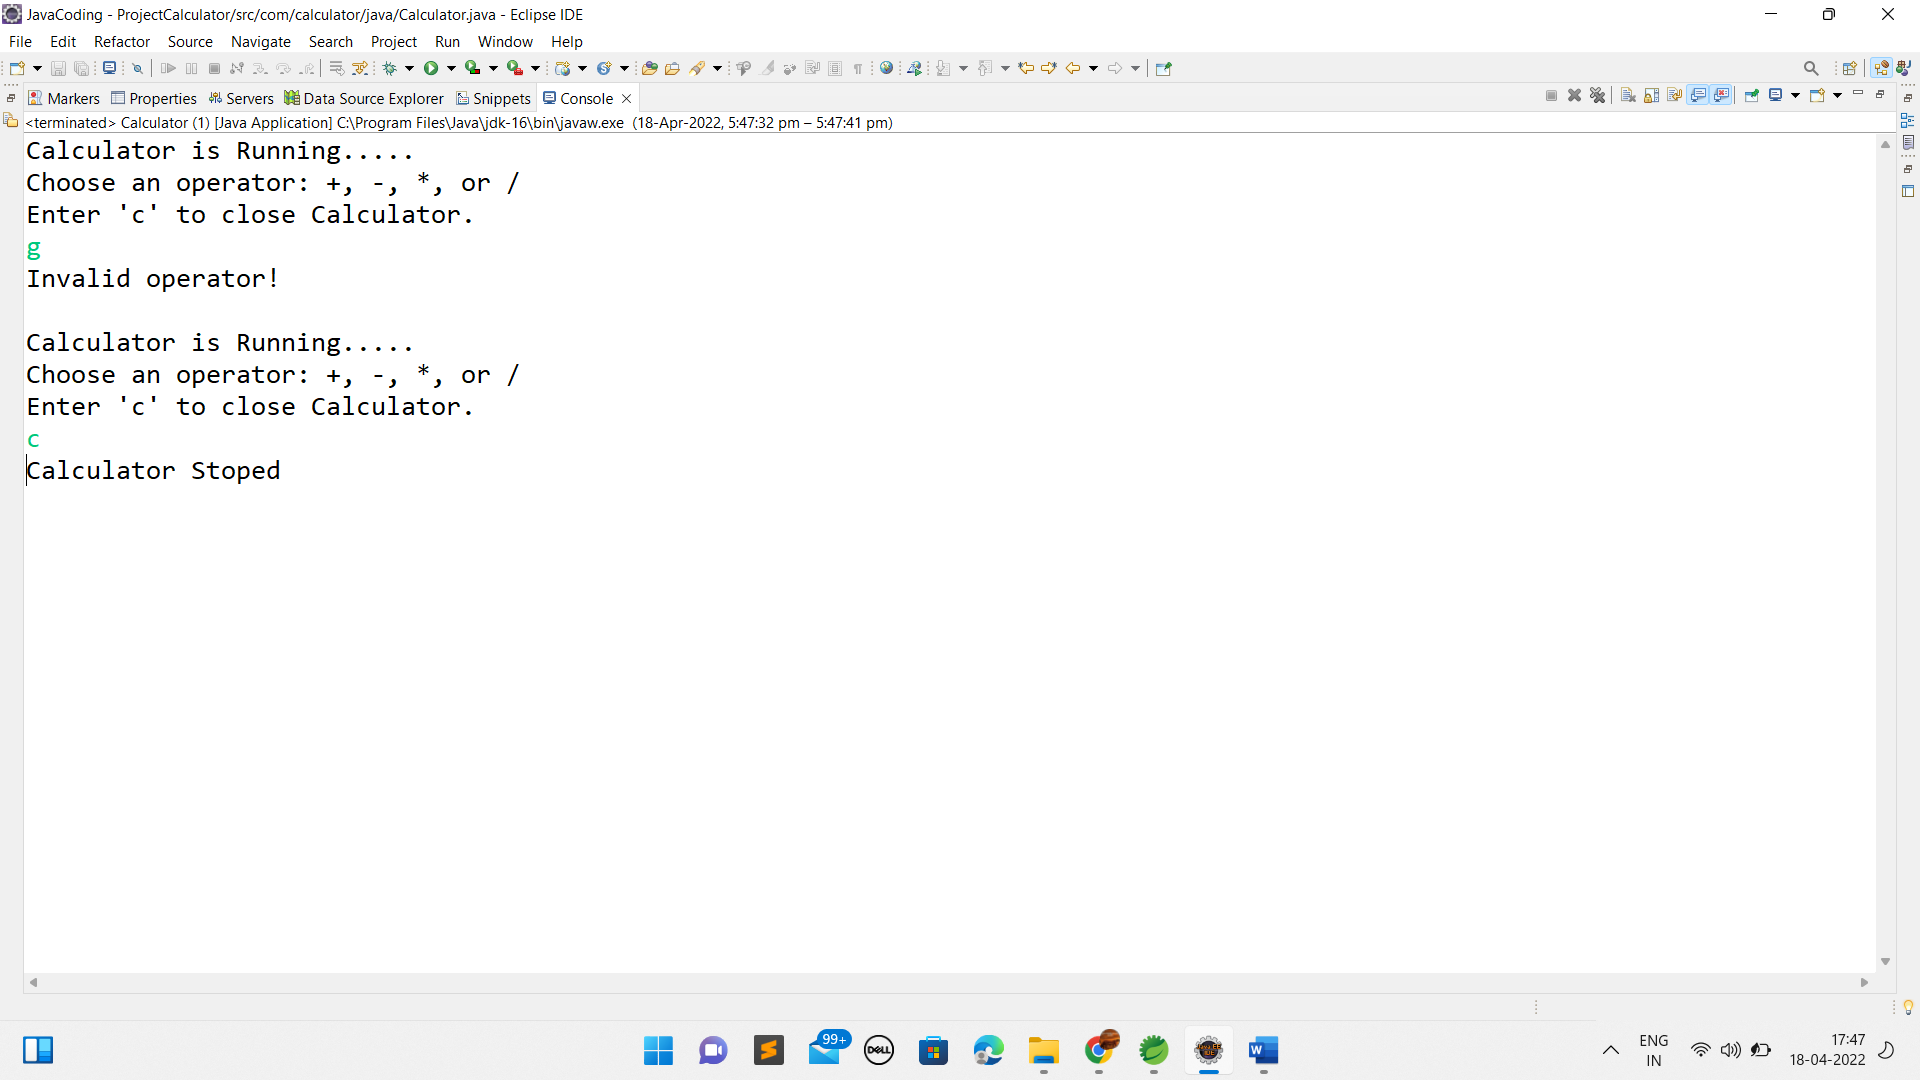 JavaCoding - ProjectCalculator/src/com/calculator/java/Calculator.java - Eclipse IDE
File Edit Refactor Source Navigate Search Project Run Window Help
Markers Properties Servers Data Source Explorer Snippets Console
<terminated> Calculator (1) [Java Application] C:\Program Files\Java\jdk-16\bin\javaw.exe (18-Apr-2022, 5:47:32 pm – 5:47:41 pm)
Calculator is Running.....
Choose an operator: +, -, *, or /
Enter 'c' to close Calculator.
g
Invalid operator!
Calculator is Running.....
Choose an operator: +, -, *, or /
Enter 'c' to close Calculator.
c
Calculator Stoped
99+
DELL
ENG
IN
17:47
18-04-2022